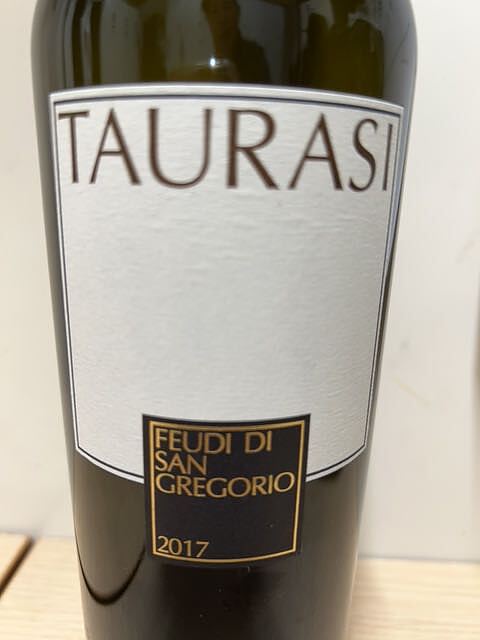 TAURASI
FEUDI DI
SAN
GREGORIO
2017